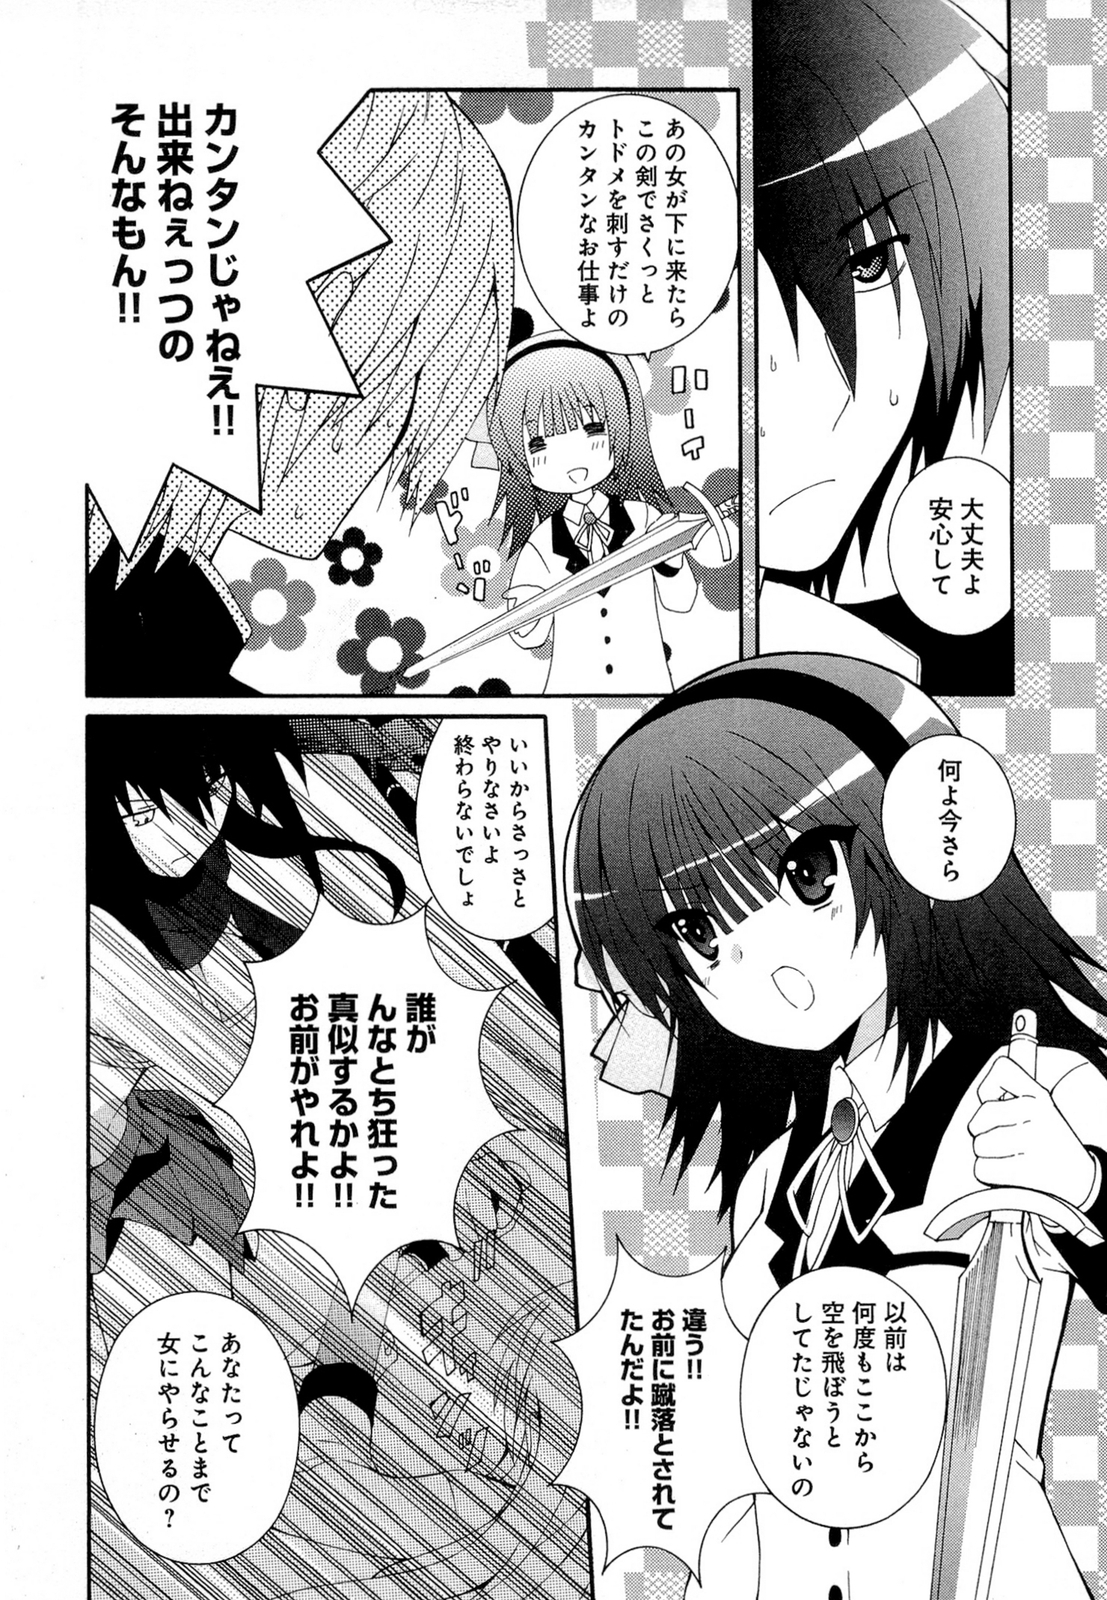 大丈夫よ
安心して
あの女が下に来たら
この剣でさくっと
トドメを刺すだけの
カンタンなお仕事よ
カンタンじゃねえ!!
出来ねぇっつの
そんなもん!!
何よ今さら
以前は
何度もここから
空を飛ぼうと
してたじゃないの
違う!!
お前に蹴落とされて
たんだよ!!
いいからさっさと
やりなさいよ
終わらないでしょ
誰が
んなとち狂った
真似するかよ!!
お前がやれよ!!
あなたって
こんなことまで
女にやらせるの?